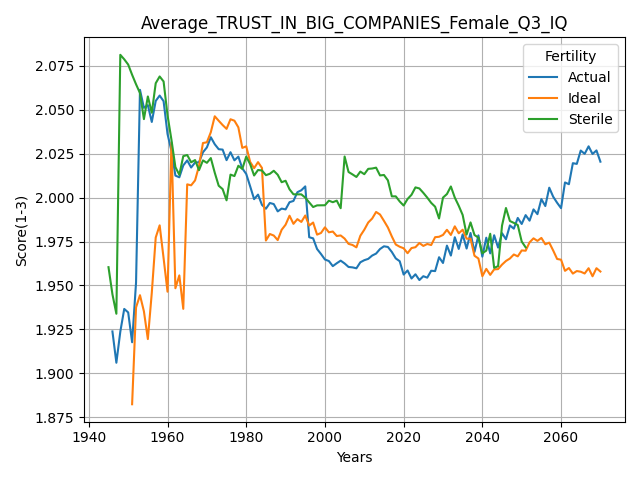 Average_TRUST_IN_BIG_COMPANIES_Female_Q3_IQ
Fertility
Actual
Ideal
Sterile
Score(1-3)
2.075
2.050
2.025
2.000
1.975
1.950
1.925
1.900
1.875
1940 1960 1980 2000 2020 2040 2060
Years